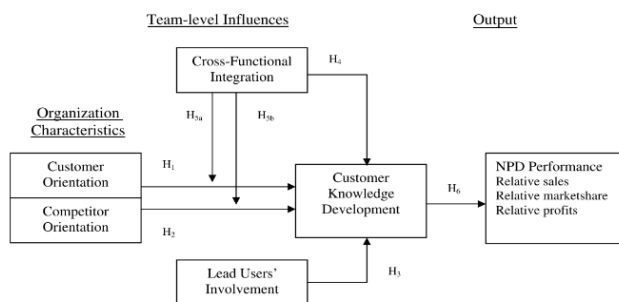 Team-level Influences
Output
Cross-Functional
Integration
H4
Organization
Characteristics
H5a
H5b
Customer
Orientation
H1
Competitor
Orientation
H2
Customer
Knowledge
Development
H6
NPD Performance
Relative sales
Relative marketshare
Relative profits
Lead Users’
Involvement
H3